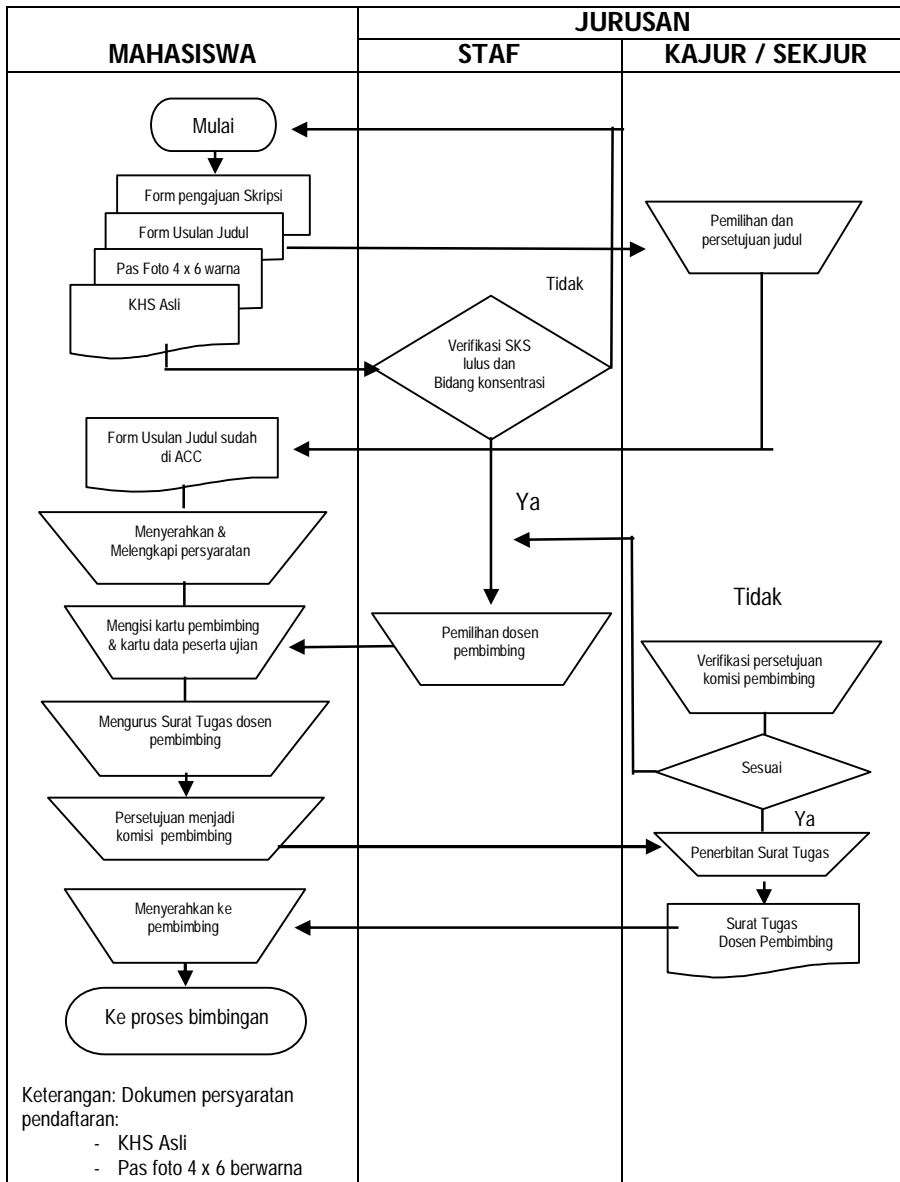 JURUSAN
MAHASISWA
STAF
KAJUR / SEKJUR
Mulai
Form pengajuan Skripsi
Form Usulan Judul
Pas Foto 4 x 6 warna
KHS Asli
Pemilihan dan
persetujuan judul
Tidak
Verifikasi SKS
lulus dan
Bidang konsentrasi
Form Usulan Judul sudah
di ACC
Ya
Menyerahkan &
Melengkapi persyaratan
Tidak
Mengisi kartu pembimbing
& kartu data peserta ujian
Pemilihan dosen
pembimbing
Verifikasi persetujuan
komisi pembimbing
Mengurus Surat Tugas dosen
pembimbing
Sesuai
Persetujuan menjadi
komisi pembimbing
Ya
Penerbitan Surat Tugas
Menyerahkan ke
pembimbing
Surat Tugas
Dosen Pembimbing
Ke proses bimbingan
Keterangan: Dokumen persyaratan
pendaftaran:
- KHS Asli
- Pas foto 4 x 6 berwarna